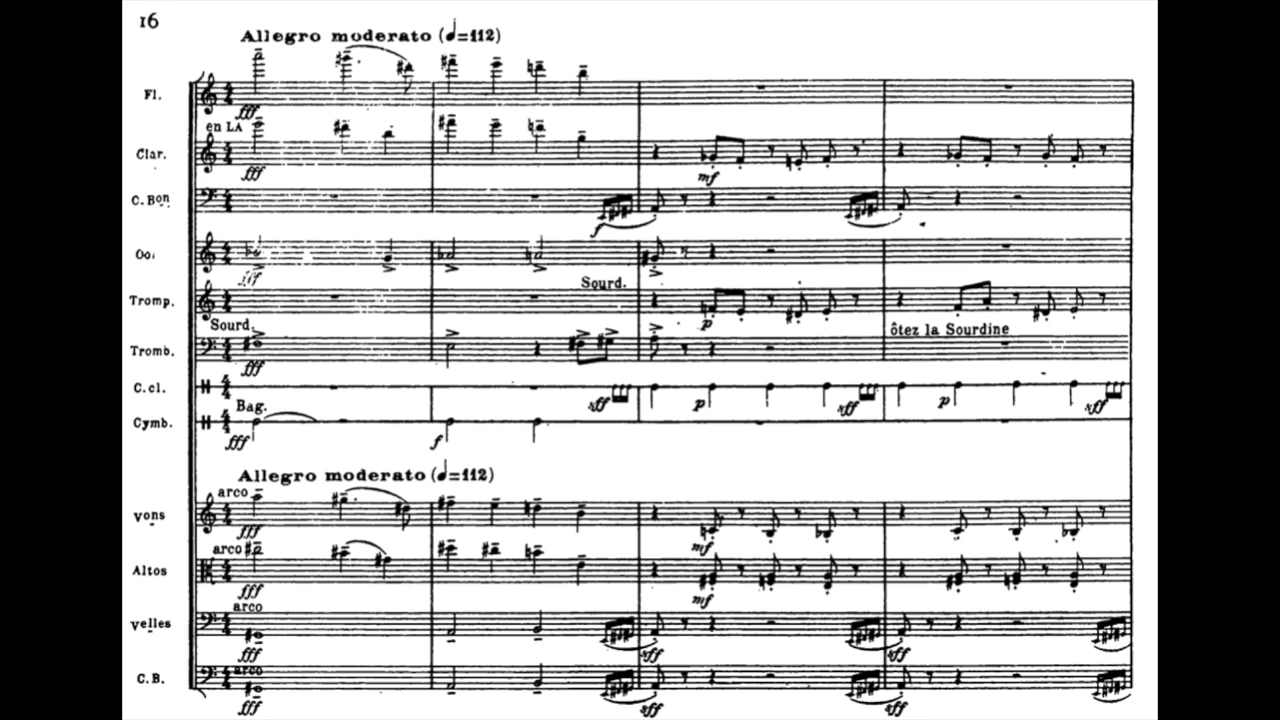 16
Allegro moderato (♩=112)
Fl.
fff
en LA
Clar.
fff
mf
C. Bon
f
fff
Sourd.
Tromp.
p
Sourd.
ôtez la Sourdine
Tromb.
fff
C. cl.
sff p sff p sff
Bag.
Cymb.
fff f
Allegro moderato (♩=112)
arco
Vons
fff mf
arco
Altos
fff mf
arco
Velles
fff sff sff
arco
C.B.
fff sff sff